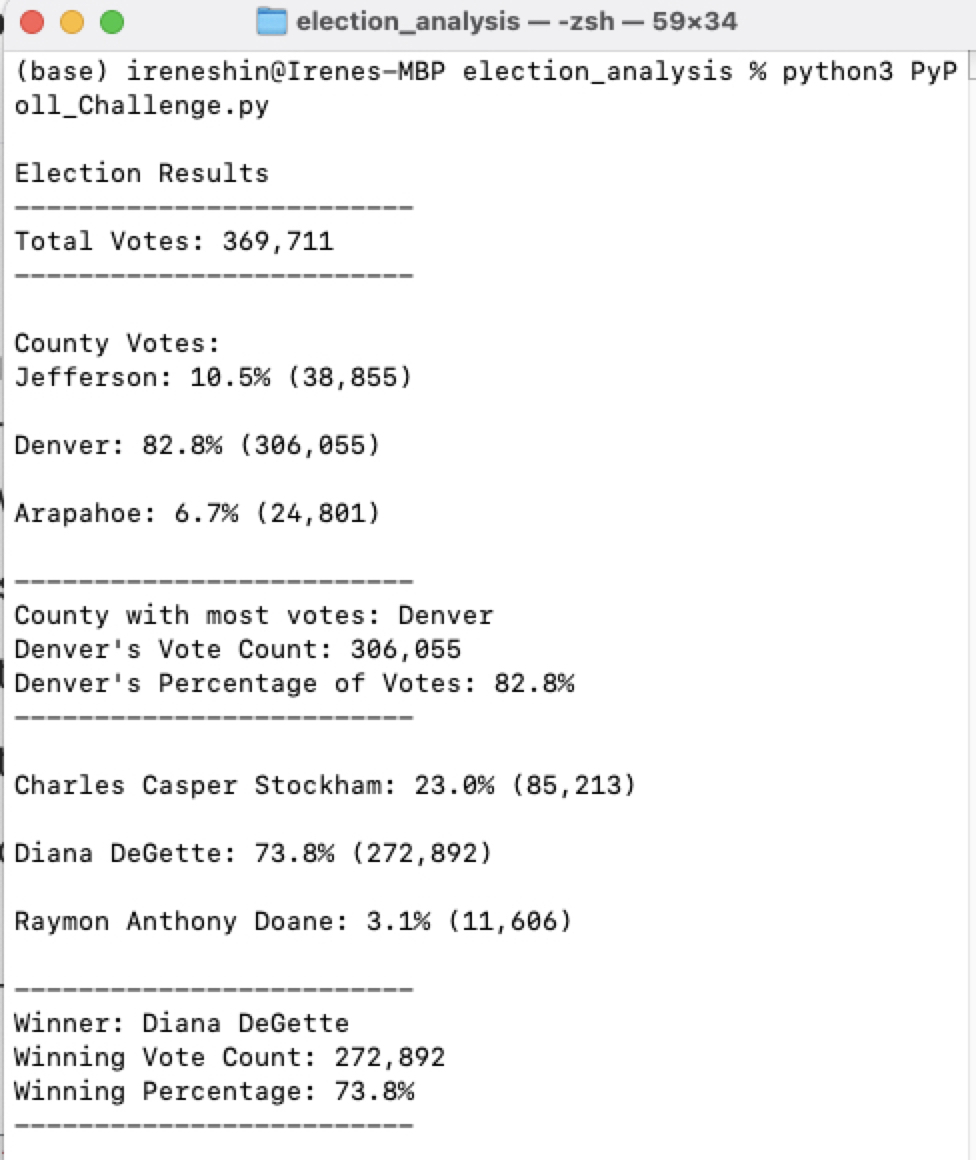 election_analysis — -zsh — 59×34
(base) ireneshin@Irenes-MBP election_analysis % python3 PyP
oll_Challenge.py
Election Results
-------------------------
Total Votes: 369,711
-------------------------
County Votes:
Jefferson: 10.5% (38,855)
Denver: 82.8% (306,055)
Arapahoe: 6.7% (24,801)
-------------------------
County with most votes: Denver
Denver's Vote Count: 306,055
Denver's Percentage of Votes: 82.8%
-------------------------
Charles Casper Stockham: 23.0% (85,213)
Diana DeGette: 73.8% (272,892)
Raymon Anthony Doane: 3.1% (11,606)
-------------------------
Winner: Diana DeGette
Winning Vote Count: 272,892
Winning Percentage: 73.8%
-------------------------